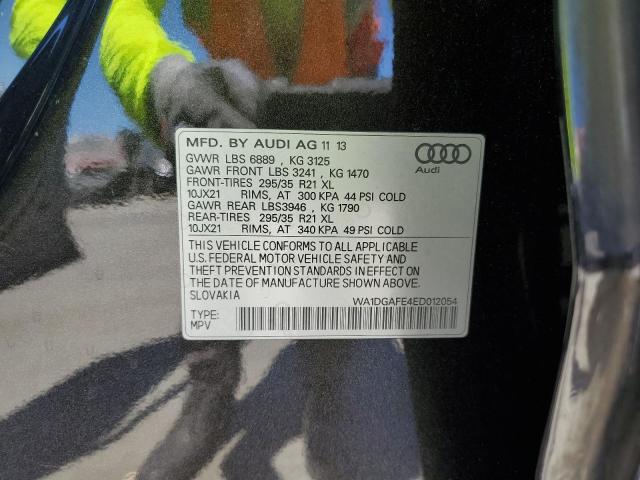 MFD. BY AUDI AG 11 13
GVWR LBS 6889 , KG 3125
GAWR FRONT LBS 3241 , KG 1470
FRONT-TIRES 295/35 R21 XL
10JX21 RIMS, AT 300 KPA 44 PSI COLD
GAWR REAR LBS3946 , KG 1790
REAR-TIRES 295/35 R21 XL
10JX21 RIMS, AT 340 KPA 49 PSI COLD
Audi
THIS VEHICLE CONFORMS TO ALL APPLICABLE
U.S. FEDERAL MOTOR VEHICLE SAFETY AND
THEFT PREVENTION STANDARDS IN EFFECT ON
THE DATE OF MANUFACTURE SHOWN ABOVE.
SLOVAKIA
WA1DGAFE4ED012054
TYPE:
MPV